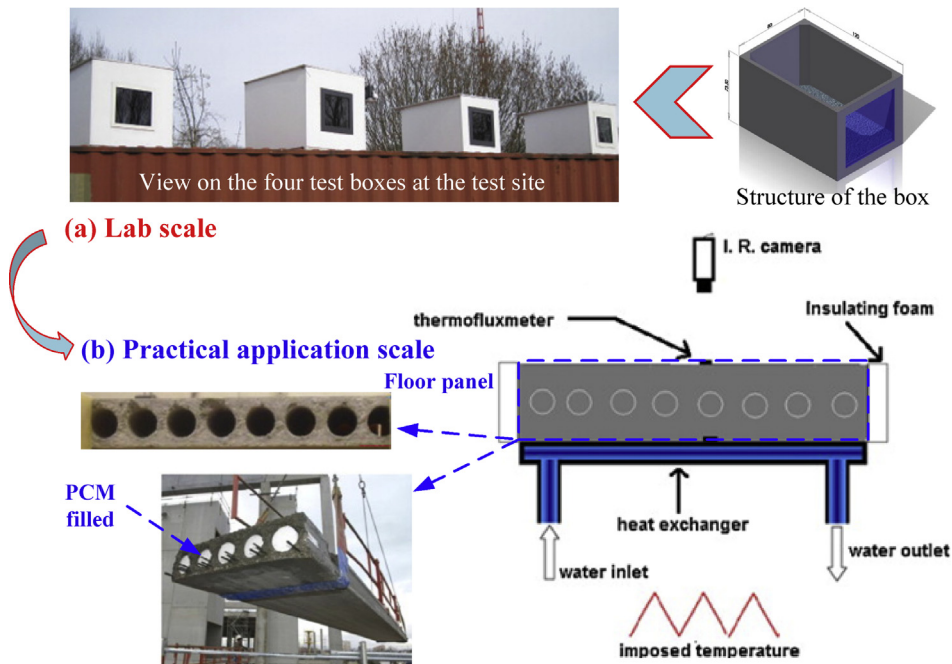 View on the four test boxes at the test site
Structure of the box
(a) Lab scale
I. R. camera
thermofluxmeter
Insulating foam
(b) Practical application scale
Floor panel
PCM
filled
heat exchanger
water outlet
water inlet
imposed temperature